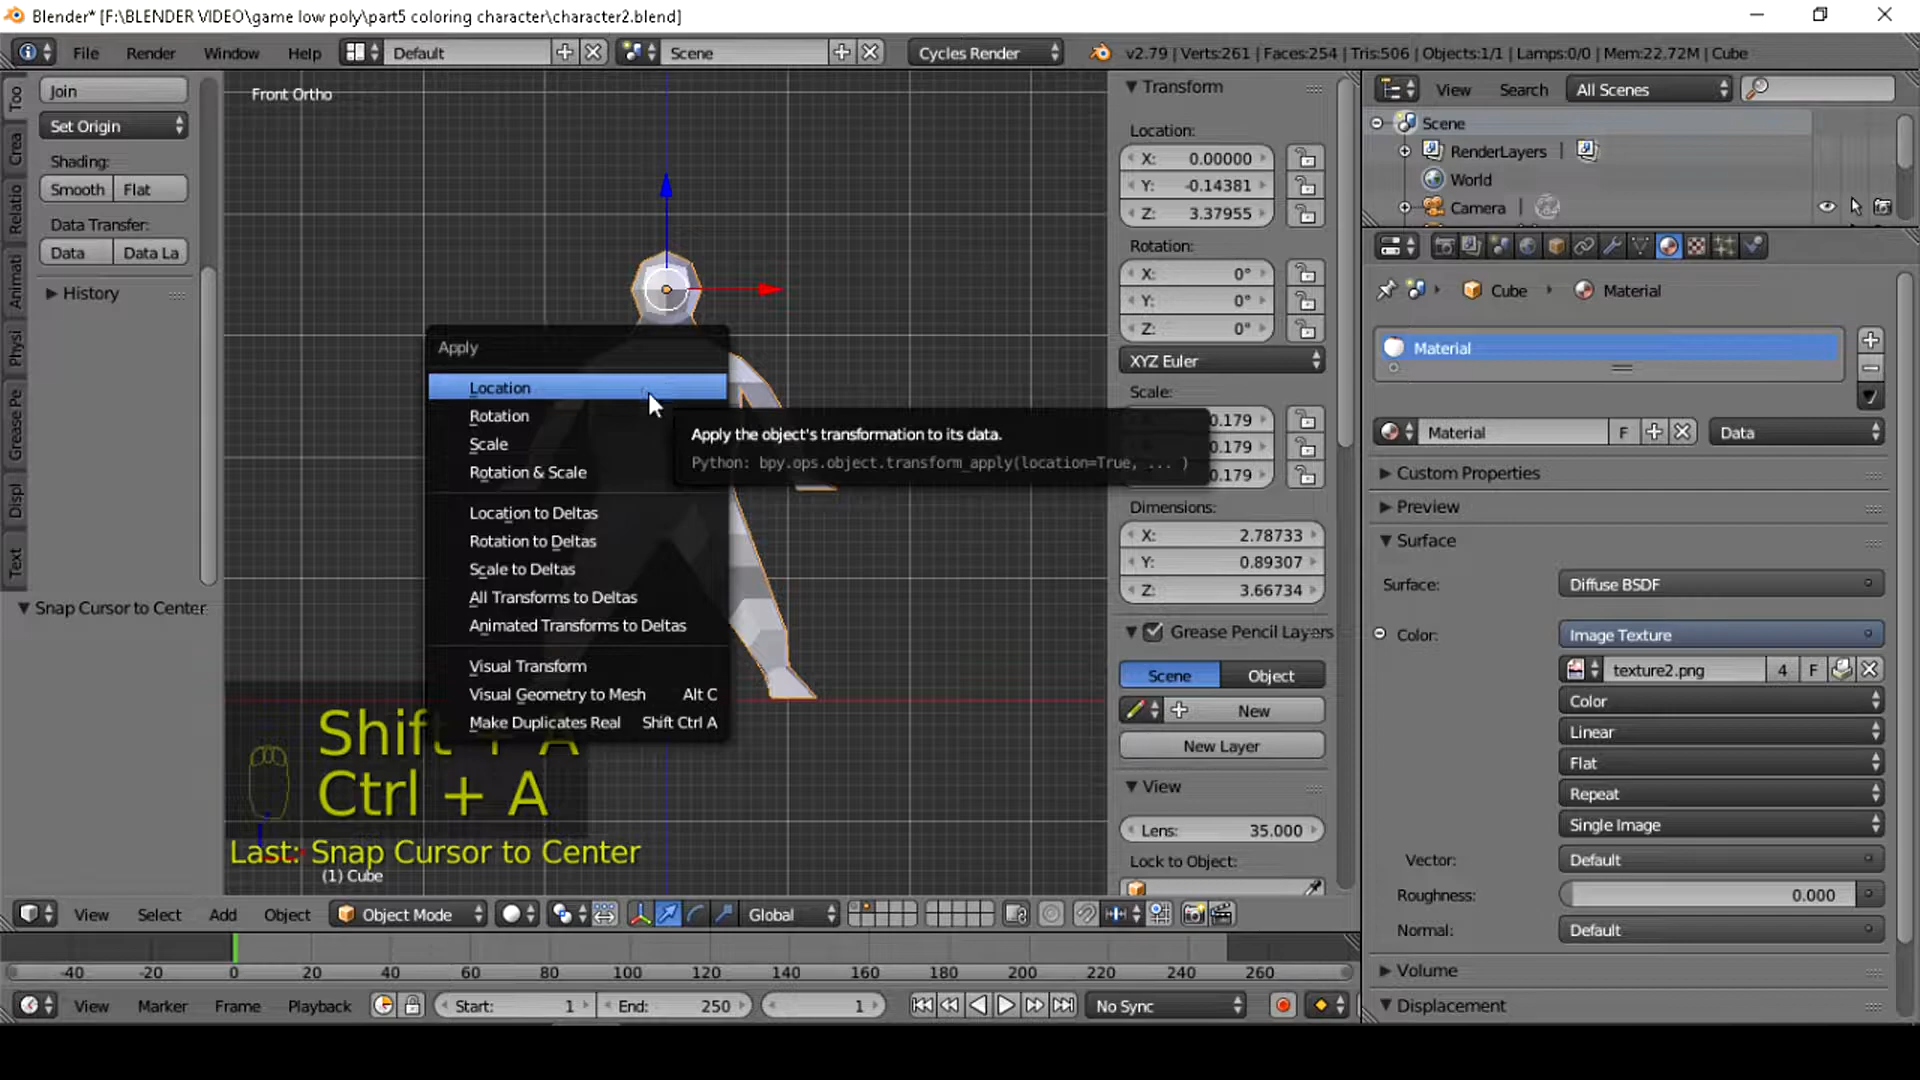 Blender* [F:\BLENDER VIDEO\game low poly\part5 coloring character\character2.blend]
File Render Window Help Default Scene Cycles Render v2.79 | Verts:261 | Faces:254 | Tris:506 | Objects:1/1 | Lamps:0/0 | Mem:22.72M | Cube
Too
Crea
Relatio
Animati
Physi
Grease Pe
Displ
Text
Join
Set Origin
Shading:
Smooth Flat
Data Transfer:
Data Data La
History
Snap Cursor to Center
Front Ortho
Apply
Location
Rotation
Scale
Rotation & Scale
Location to Deltas
Rotation to Deltas
Scale to Deltas
All Transforms to Deltas
Animated Transforms to Deltas
Visual Transform
Visual Geometry to Mesh Alt C
Make Duplicates Real Shift Ctrl A
Apply the object's transformation to its data.
Python: bpy.ops.object.transform_apply(location=True, ... )
Shift + A
Ctrl + A
Last: Snap Cursor to Center
(1) Cube
Transform
Location:
X: 0.00000
Y: -0.14381
Z: 3.37955
Rotation:
X: 0°
Y: 0°
Z: 0°
XYZ Euler
Scale:
0.179
0.179
0.179
Dimensions:
X: 2.78733
Y: 0.89307
Z: 3.66734
Grease Pencil Layers
Scene Object
New
New Layer
View
Lens: 35.000
Lock to Object:
View Search All Scenes
Scene
RenderLayers
World
Camera
Cube Material
Material
Material F Data
Custom Properties
Preview
Surface
Surface: Diffuse BSDF
Color: Image Texture
texture2.png 4 F
Color
Linear
Flat
Repeat
Single Image
Vector: Default
Roughness: 0.000
Normal: Default
Volume
Displacement
View Select Add Object Object Mode Global
-40 -20 0 20 40 60 80 100 120 140 160 180 200 220 240 260
View Marker Frame Playback Start: 1 End: 250 1 No Sync